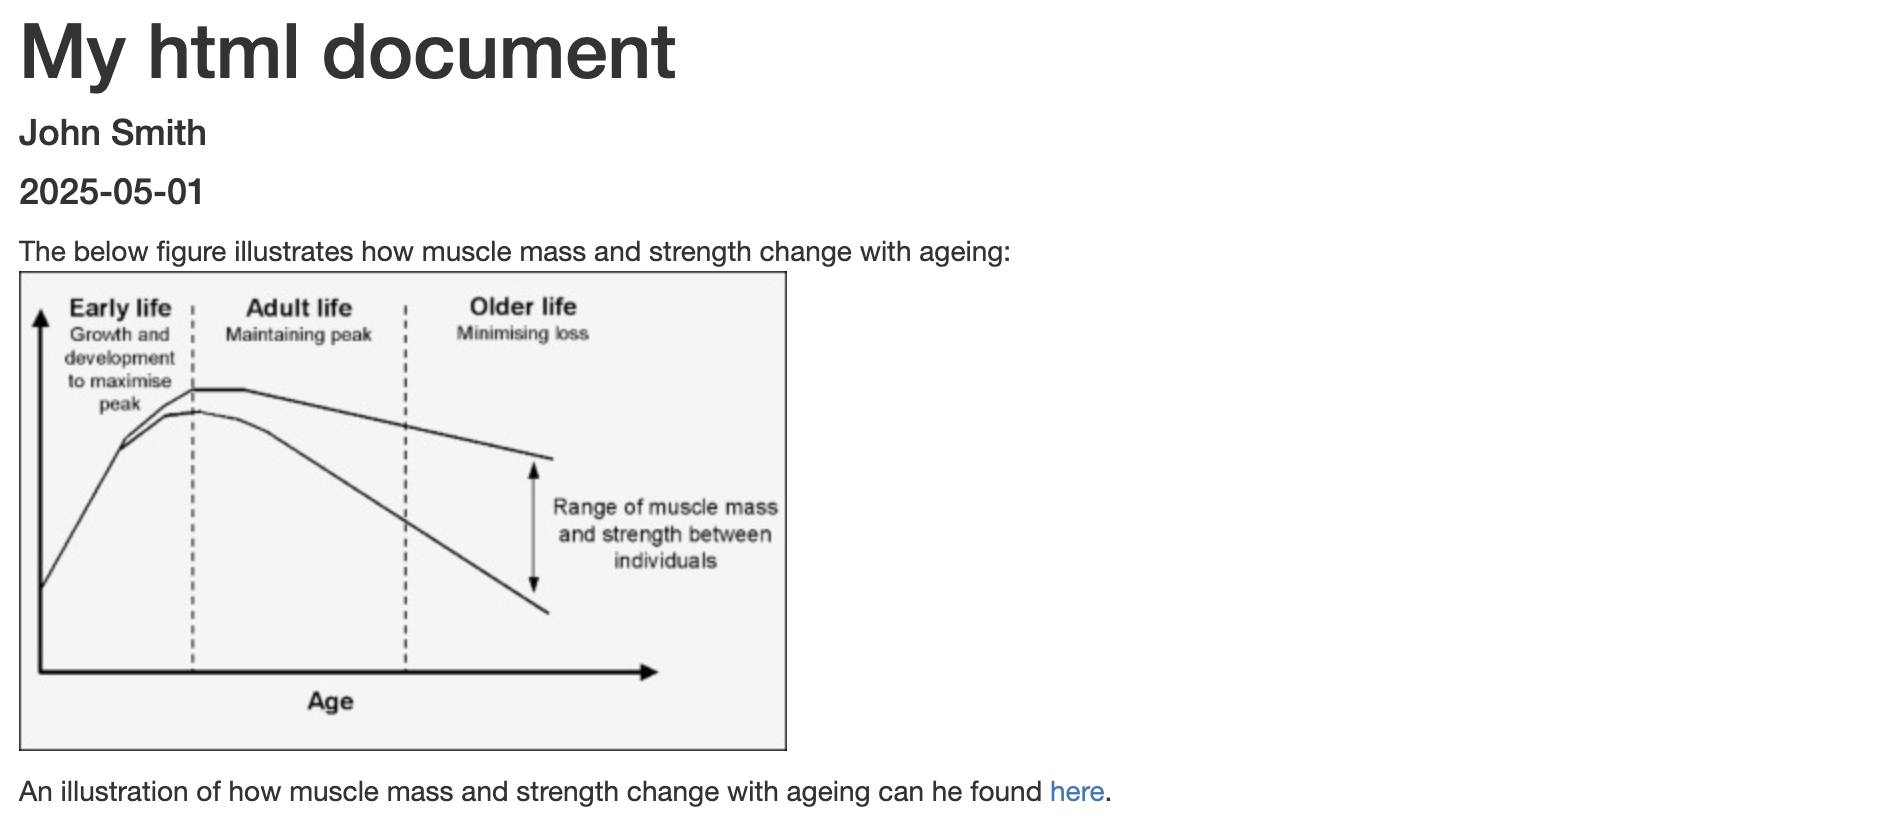 My html document
John Smith
2025-05-01
The below figure illustrates how muscle mass and strength change with ageing:
Early life
Growth and
development
to maximise
peak
Adult life
Maintaining peak
Older life
Minimising loss
Range of muscle mass
and strength between
individuals
Age
An illustration of how muscle mass and strength change with ageing can he found here.